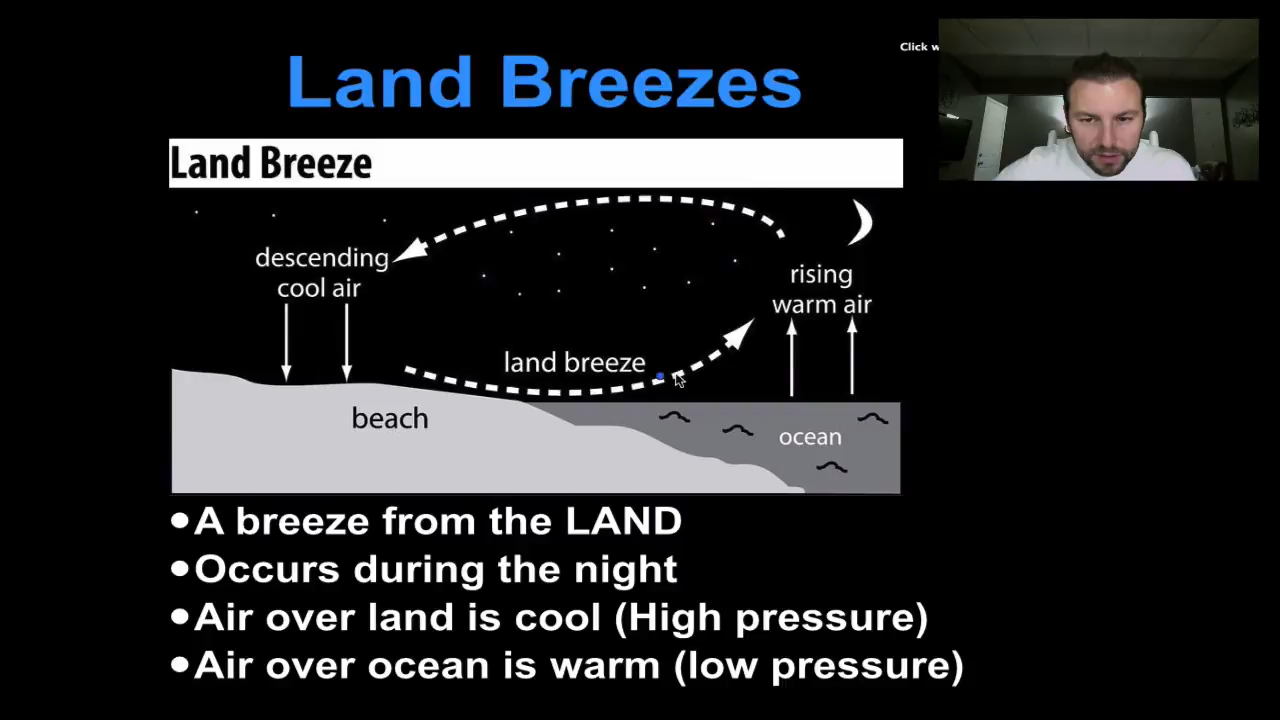 Click w
Land Breezes
Land Breeze
descending
cool air
rising
warm air
land breeze
beach
ocean
•A breeze from the LAND
•Occurs during the night
•Air over land is cool (High pressure)
•Air over ocean is warm (low pressure)